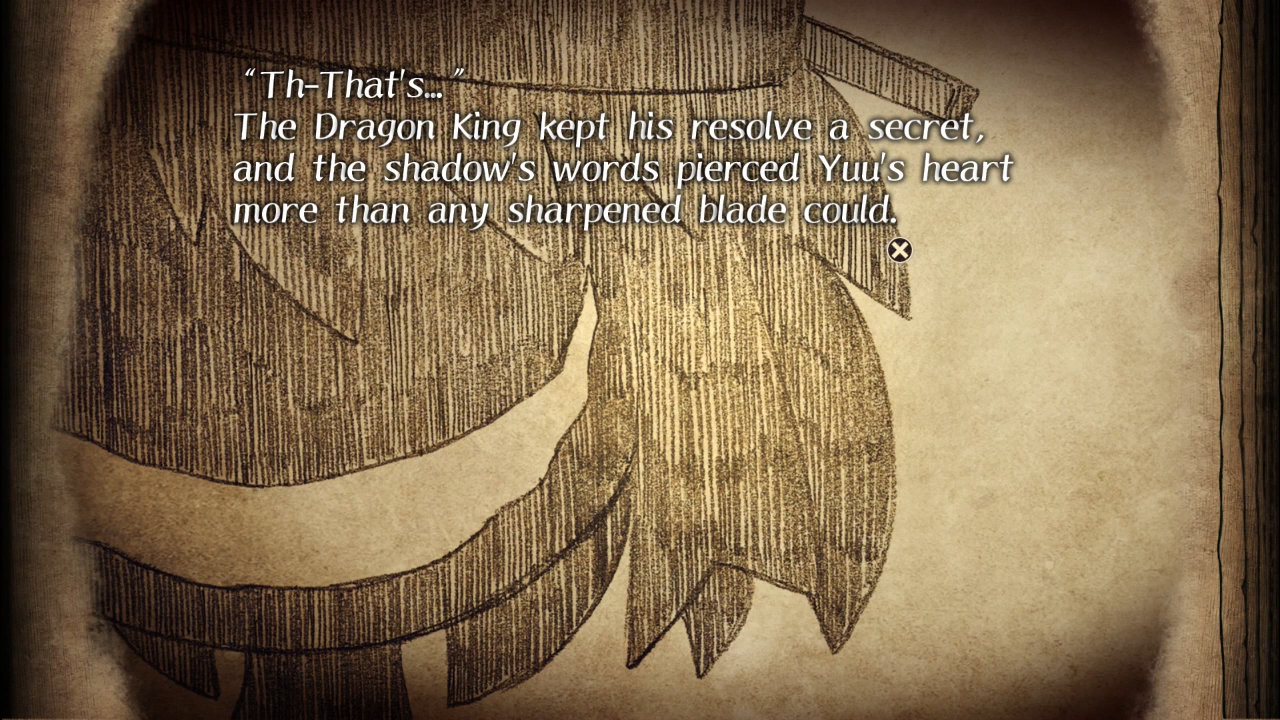 “Th-That's...”
The Dragon King kept his resolve a secret,
and the shadow's words pierced Yuu's heart
more than any sharpened blade could.